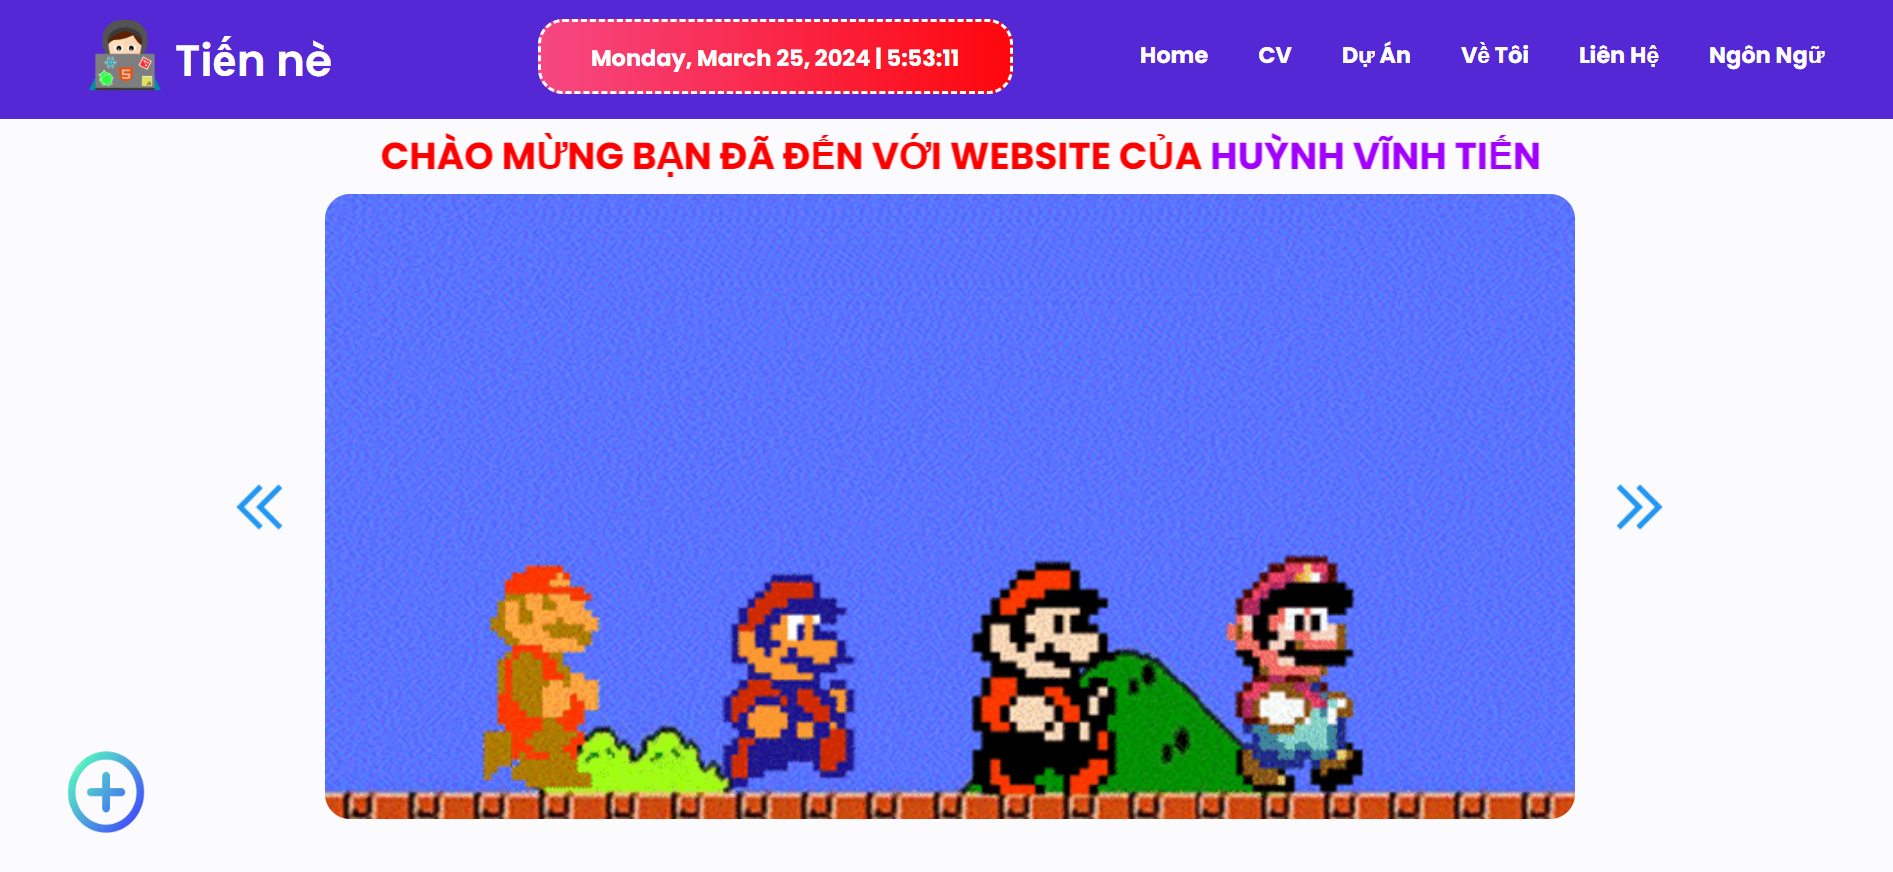 Tiến nè
Monday, March 25, 2024 | 5:53:11
Home CV Dự Án Về Tôi Liên Hệ Ngôn Ngữ
CHÀO MỪNG BẠN ĐÃ ĐẾN VỚI WEBSITE CỦA HUỲNH VĨNH TIẾN